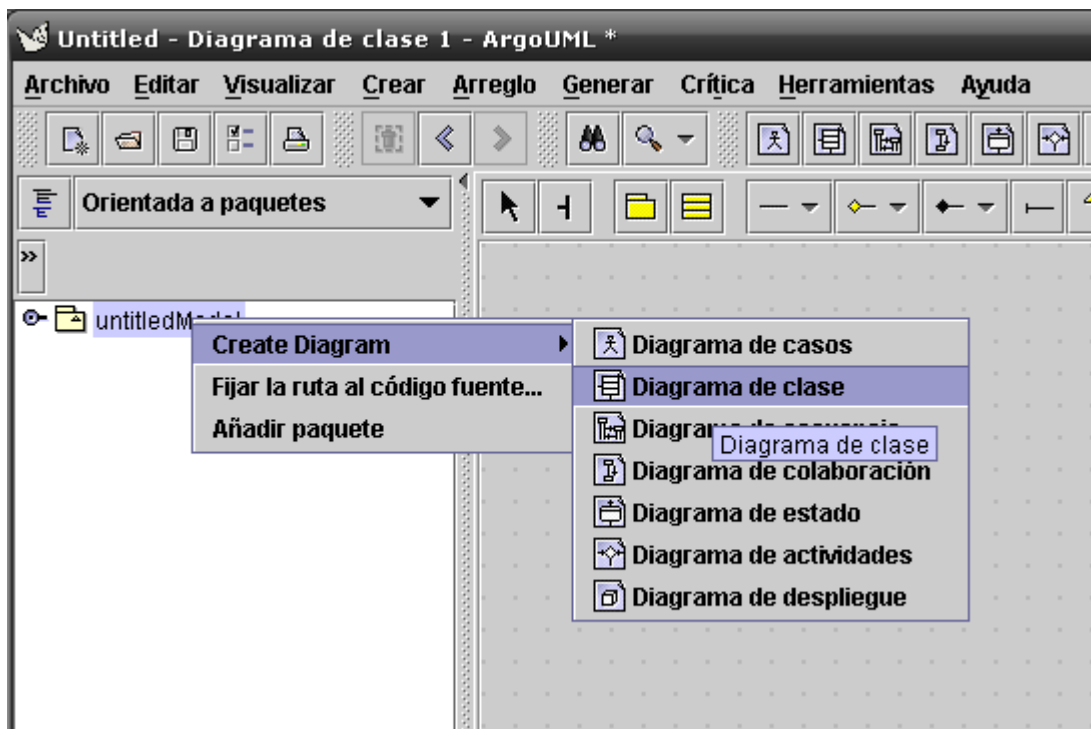 Untitled - Diagrama de clase 1 - ArgoUML *
Archivo Editar Visualizar Crear Arreglo Generar Crítica Herramientas Ayuda
Orientada a paquetes
»
Create Diagram
Fijar la ruta al código fuente...
Añadir paquete
Diagrama de casos
Diagrama de clase
Diagrama de clase
Diagrama de colaboración
Diagrama de estado
Diagrama de actividades
Diagrama de despliegue